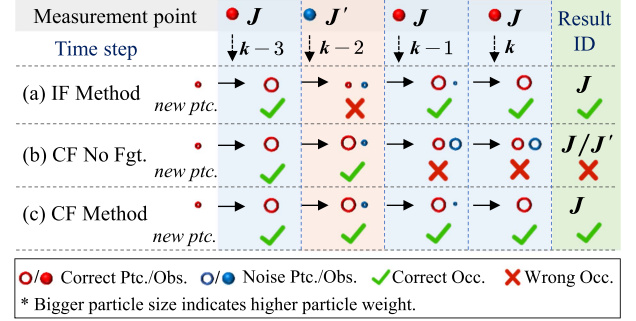 Measurement point J J′ J J Result
Time step k − 3 k − 2 k − 1 k ID
(a) IF Method J
new ptc.
(b) CF No Fgt. J/J′
new ptc.
(c) CF Method J
new ptc.
/ Correct Ptc./Obs. / Noise Ptc./Obs. Correct Occ. Wrong Occ.
* Bigger particle size indicates higher particle weight.